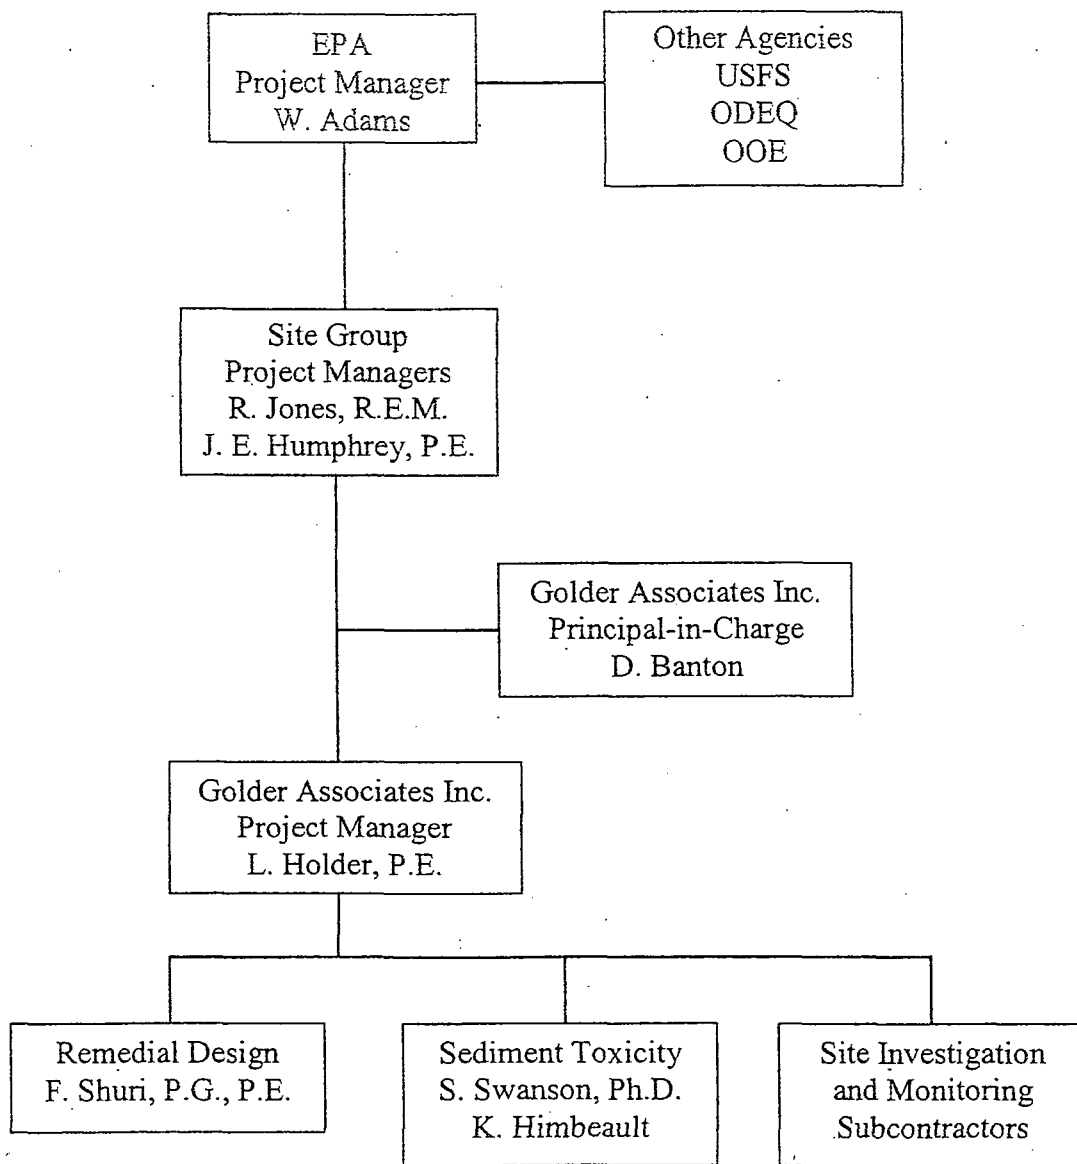 EPA
Project Manager
W. Adams
Other Agencies
USFS
ODEQ
OOE
Site Group
Project Managers
R. Jones, R.E.M.
J. E. Humphrey, P.E.
Golder Associates Inc.
Principal-in-Charge
D. Banton
Golder Associates Inc.
Project Manager
L. Holder, P.E.
Remedial Design
F. Shuri, P.G., P.E.
Sediment Toxicity
S. Swanson, Ph.D.
K. Himbeault
Site Investigation
and Monitoring
Subcontractors